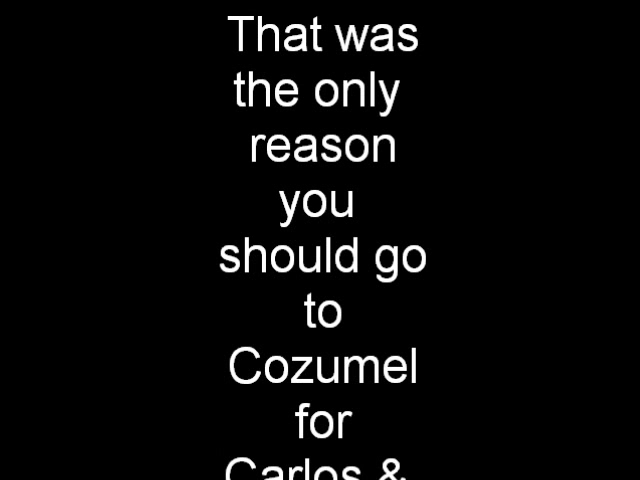 That was
the only
reason
you
should go
to
Cozumel
for
Carlos &